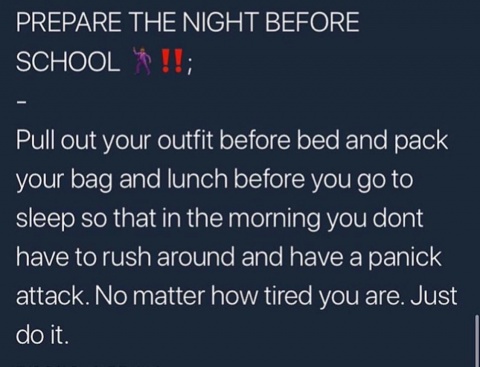 PREPARE THE NIGHT BEFORE
SCHOOL 🕺🏾‼️;
-
Pull out your outfit before bed and pack
your bag and lunch before you go to
sleep so that in the morning you dont
have to rush around and have a panick
attack. No matter how tired you are. Just
do it.